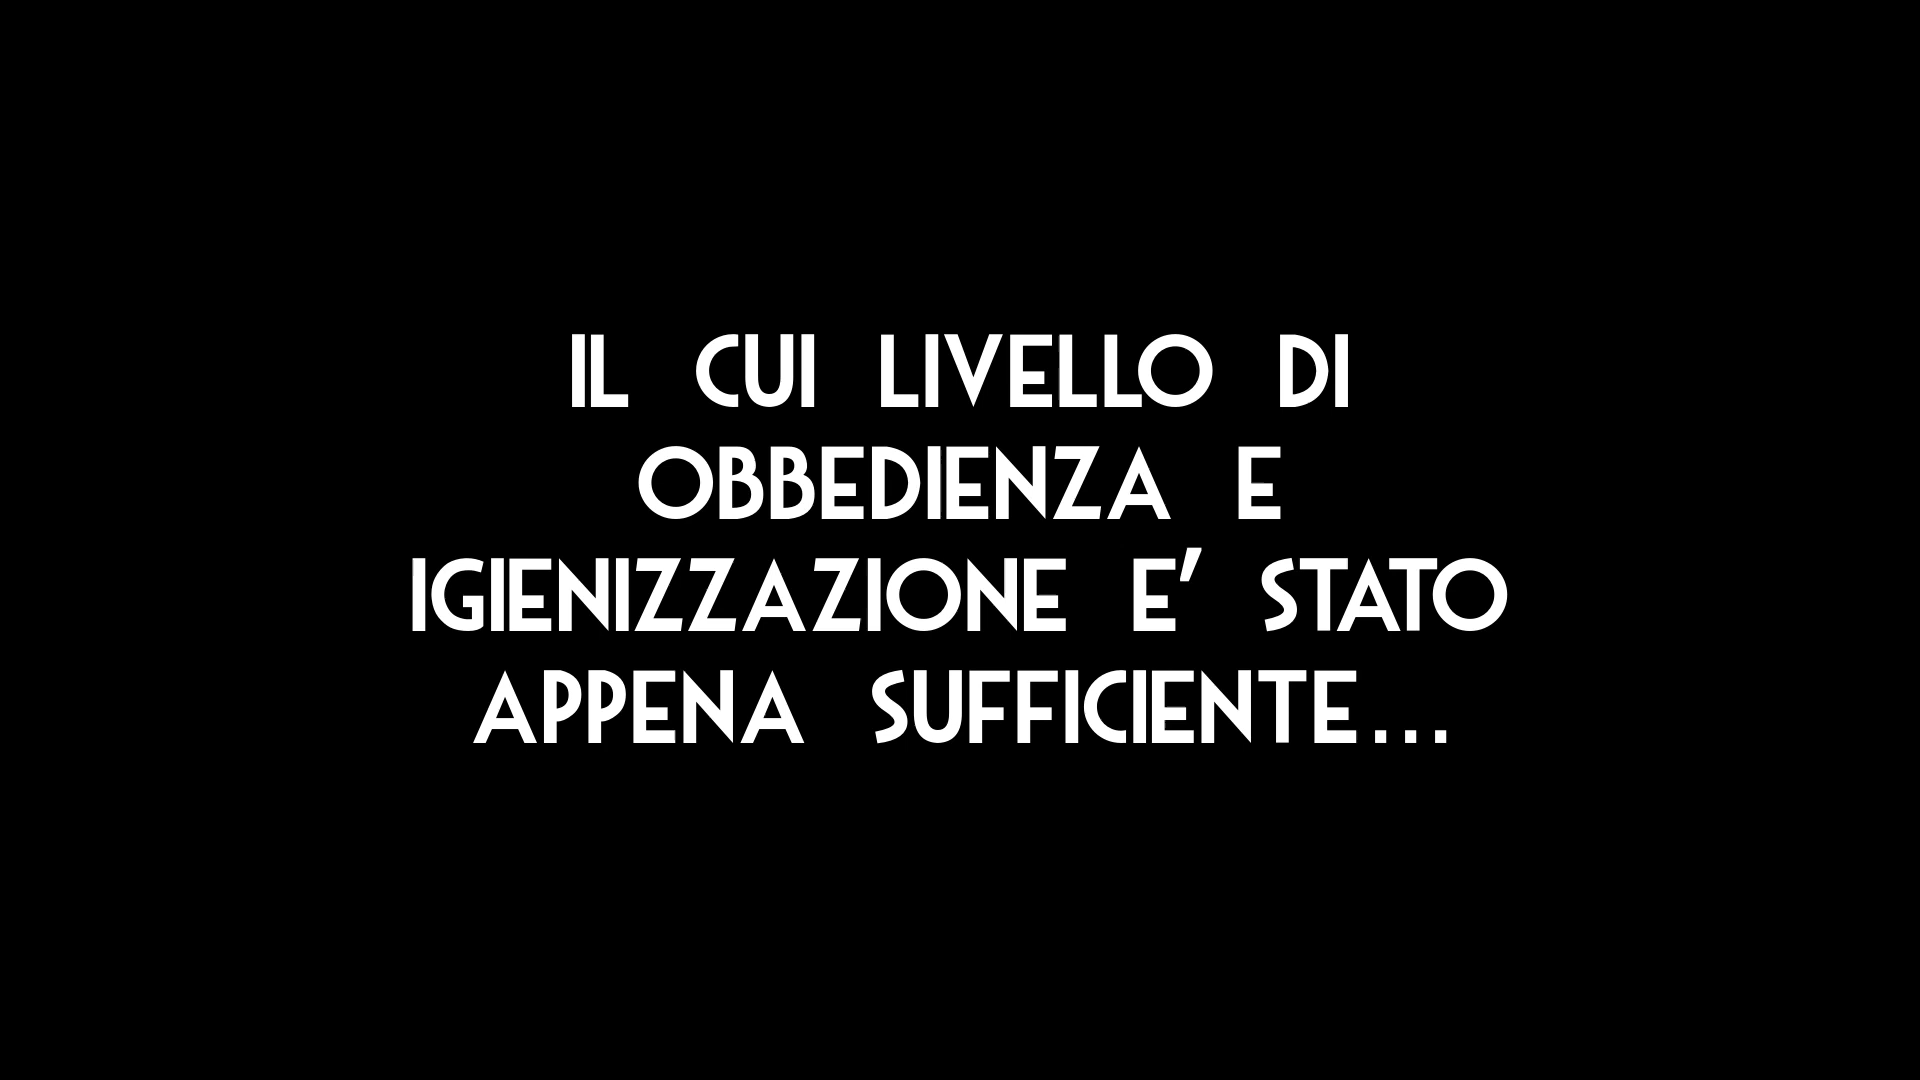 IL CUI LIVELLO DI
OBBEDIENZA E
IGIENIZZAZIONE E' STATO
APPENA SUFFICIENTE...